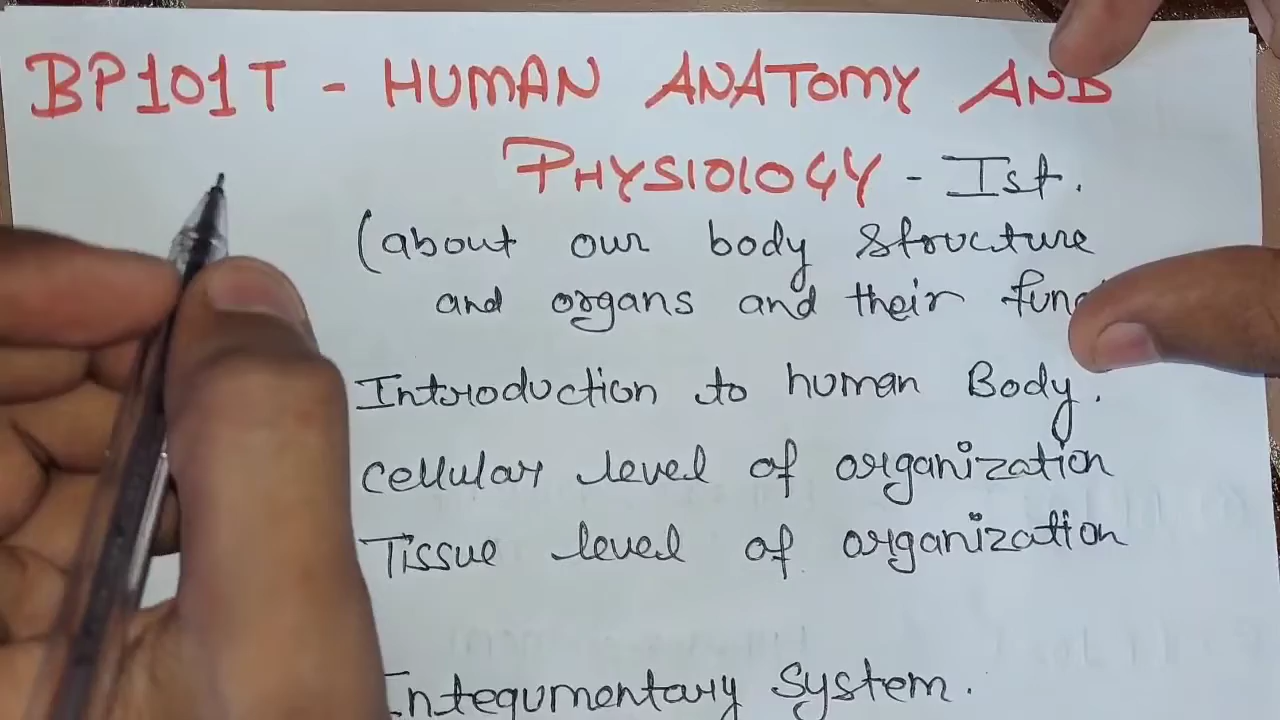 BP101T - HUMAN ANATOMY AND
PHYSIOLOGY - Ist.
(about our body structure
and organs and their
Introduction to human Body.
Cellular level of organization
Tissue level of organization
Integumentary System.